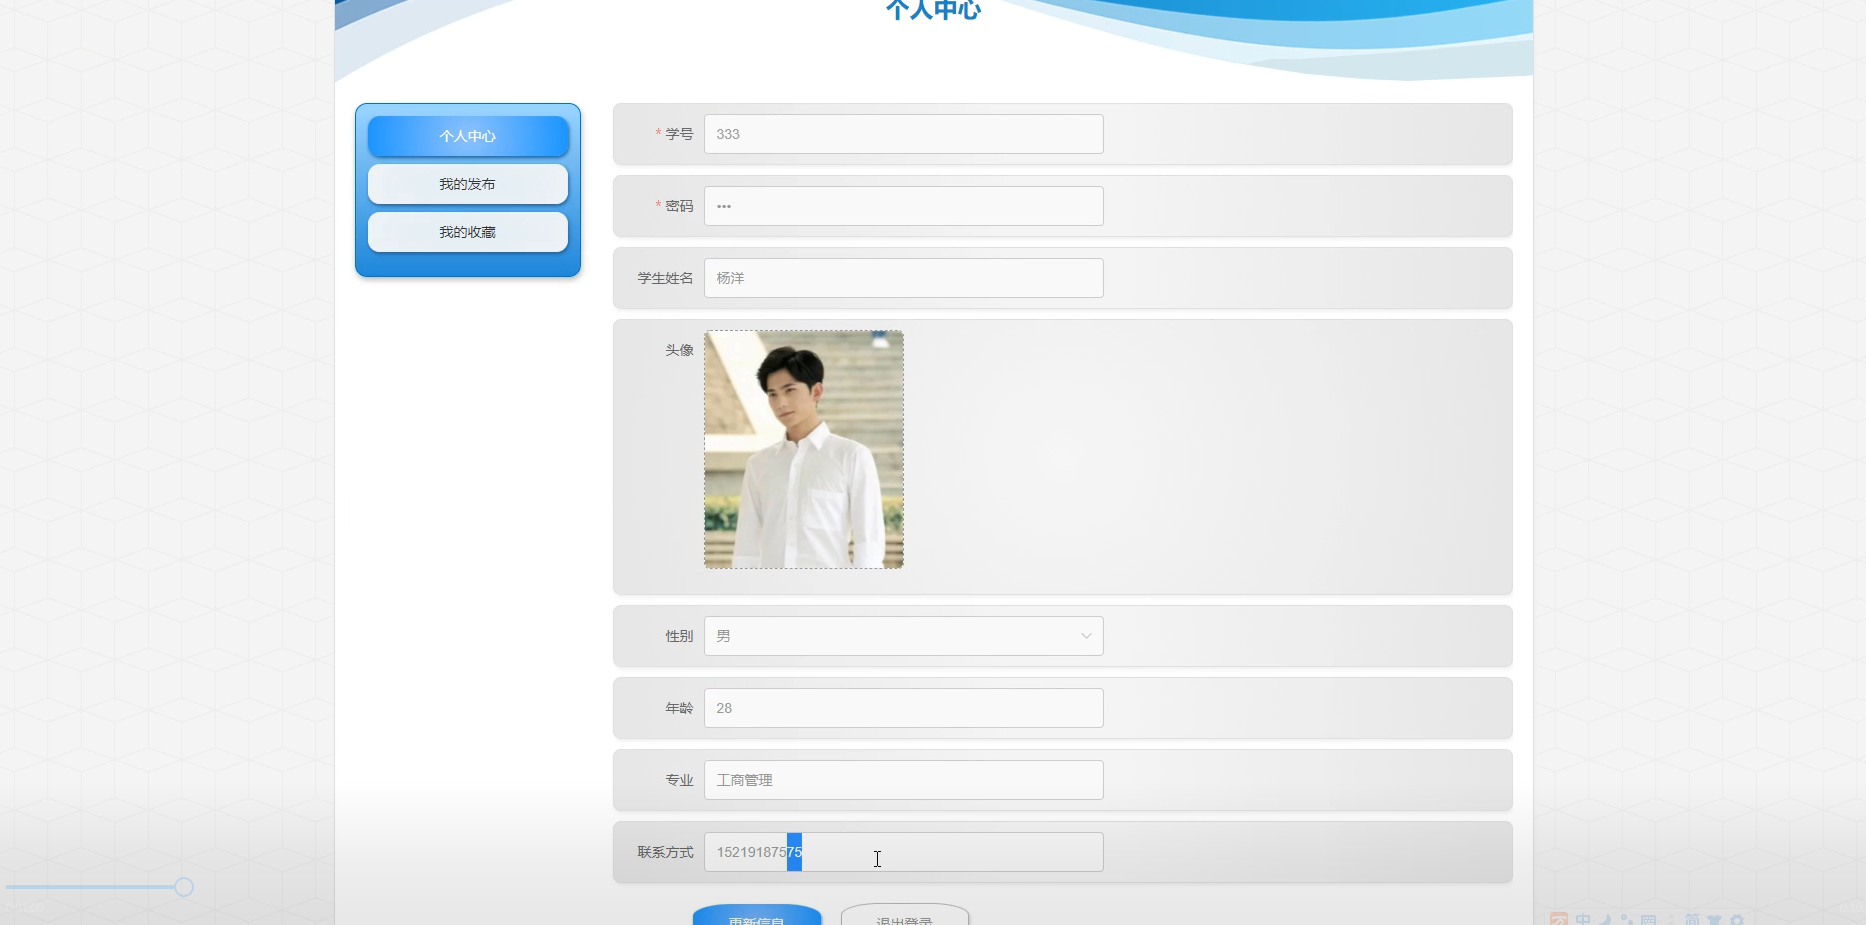 个人中心
个人中心
我的发布
我的收藏
* 学号 333
* 密码 •••
学生姓名 杨洋
头像
性别 男
年龄 28
专业 工商管理
联系方式 15219187575
更新信息 退出登录
中 简